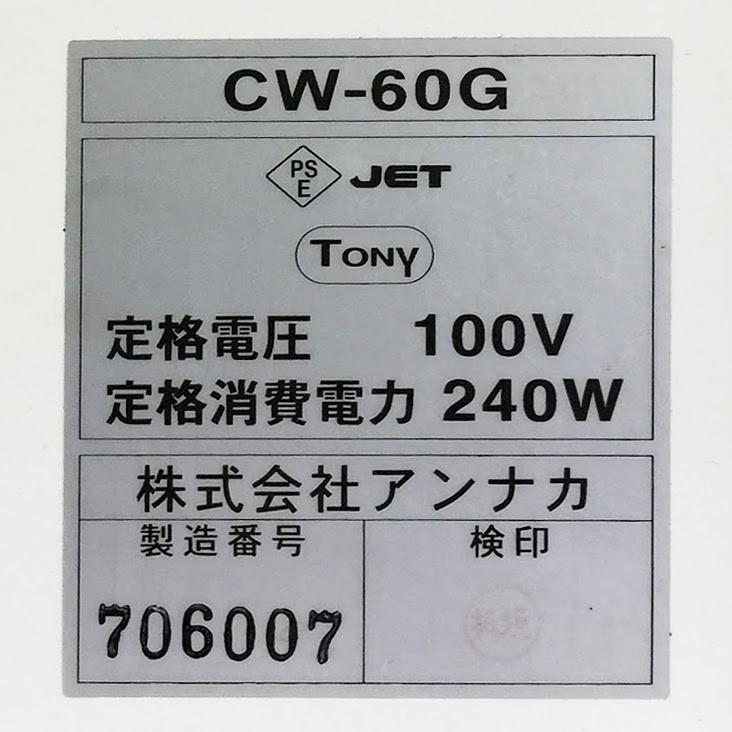 CW-60G
PS
E
JET
TONY
定格電圧 100V
定格消費電力 240W
株式会社アンナカ
製造番号 検印
706007